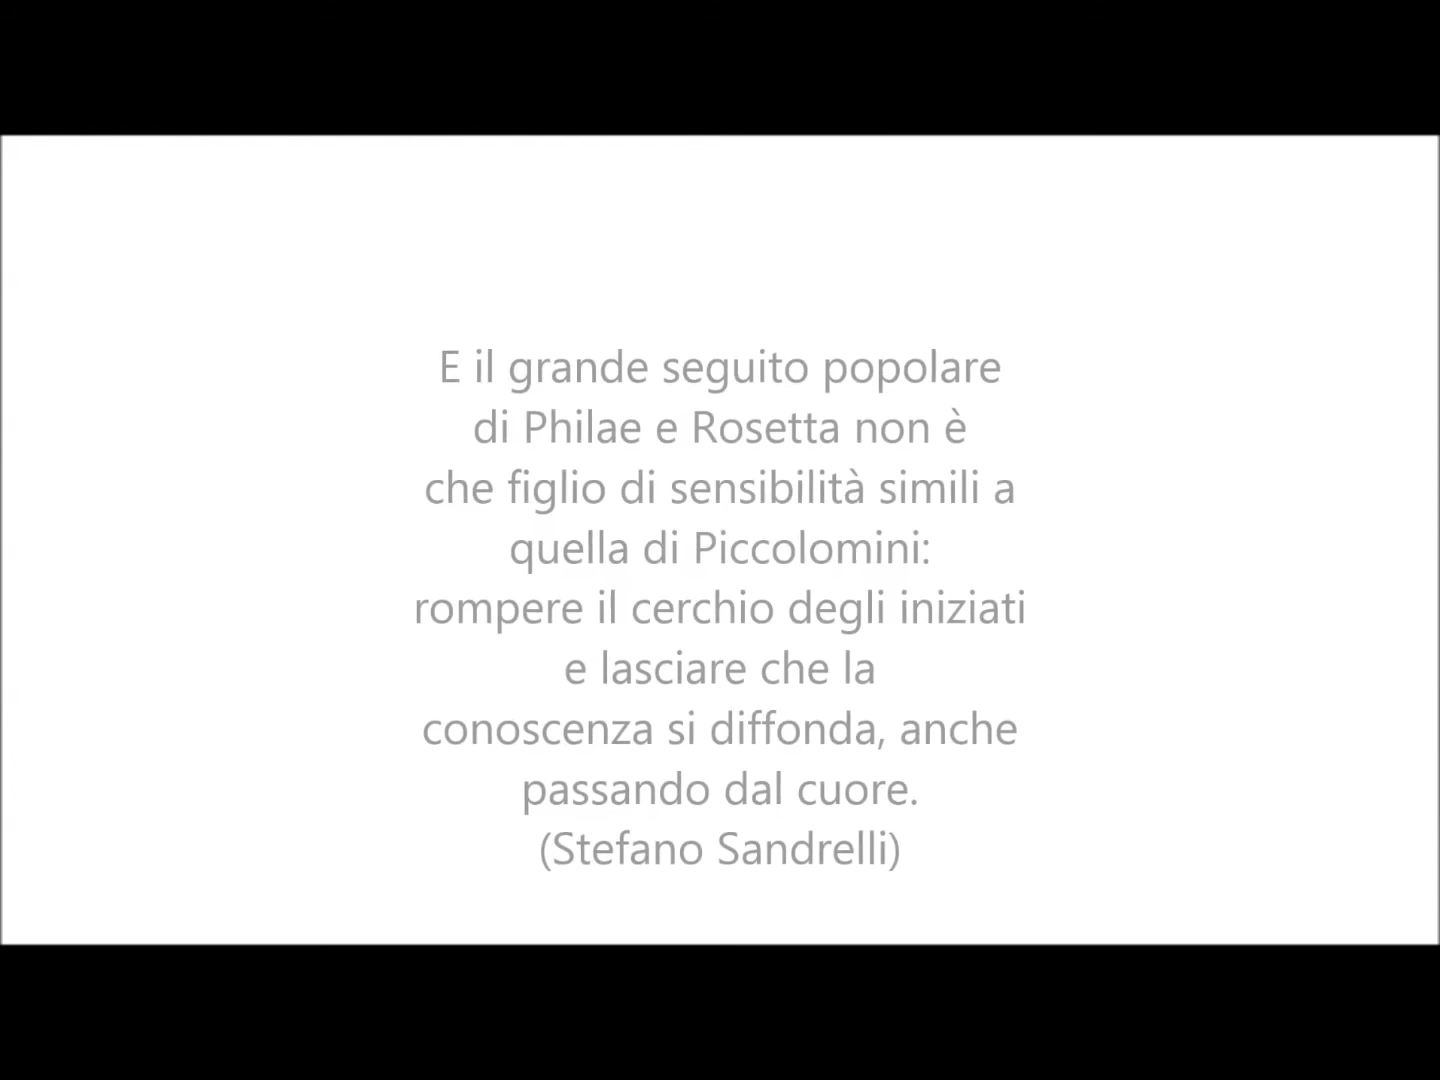 E il grande seguito popolare
di Philae e Rosetta non è
che figlio di sensibilità simili a
quella di Piccolomini:
rompere il cerchio degli iniziati
e lasciare che la
conoscenza si diffonda, anche
passando dal cuore.
(Stefano Sandrelli)